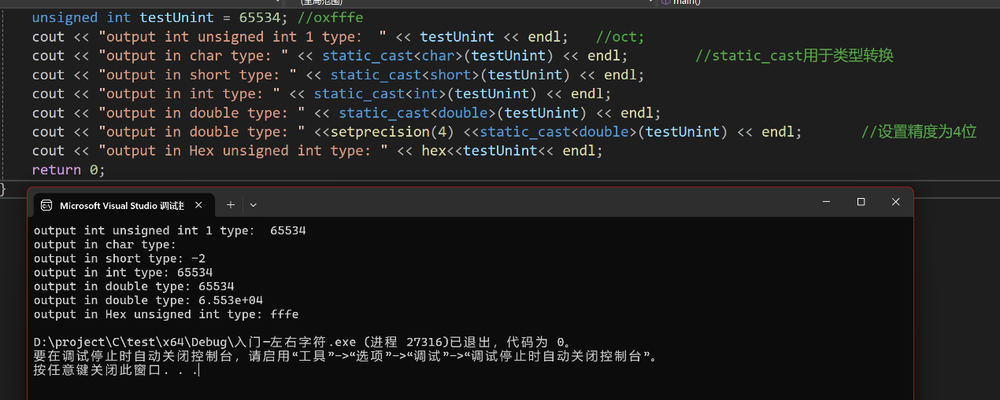 (全局范围)
main()
unsigned int testUnint = 65534; //oxfffe
cout << "output int unsigned int 1 type:  " << testUnint << endl;   //oct;
cout << "output in char type: " << static_cast<char>(testUnint) << endl;        //static_cast用于类型转换
cout << "output in short type: " << static_cast<short>(testUnint) << endl;
cout << "output in int type: " << static_cast<int>(testUnint) << endl;
cout << "output in double type: " << static_cast<double>(testUnint) << endl;
cout << "output in double type: " <<setprecision(4) <<static_cast<double>(testUnint) << endl;       //设置精度为4位
cout << "output in Hex unsigned int type: " << hex<<testUnint<< endl;
return 0;
}
Microsoft Visual Studio 调试
output int unsigned int 1 type:  65534
output in char type:
output in short type: -2
output in int type: 65534
output in double type: 65534
output in double type: 6.553e+04
output in Hex unsigned int type: fffe
D:\project\C\test\x64\Debug\入门-左右字符.exe (进程 27316)已退出，代码为 0。
要在调试停止时自动关闭控制台，请启用“工具”->“选项”->“调试”->“调试停止时自动关闭控制台”。
按任意键关闭此窗口. . .